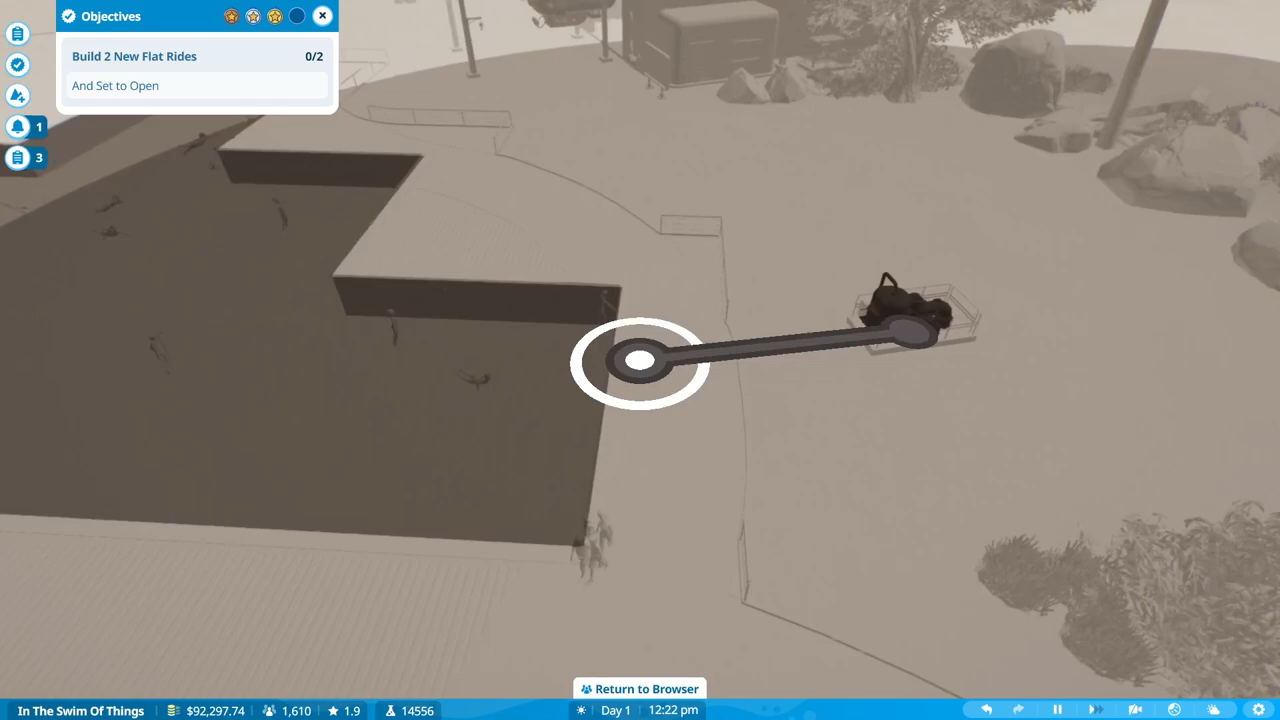 Objectives
Build 2 New Flat Rides 0/2
And Set to Open
1
3
Return to Browser
In The Swim Of Things $92,297.74 1,610 1.9 14556 Day 1 12:22 pm